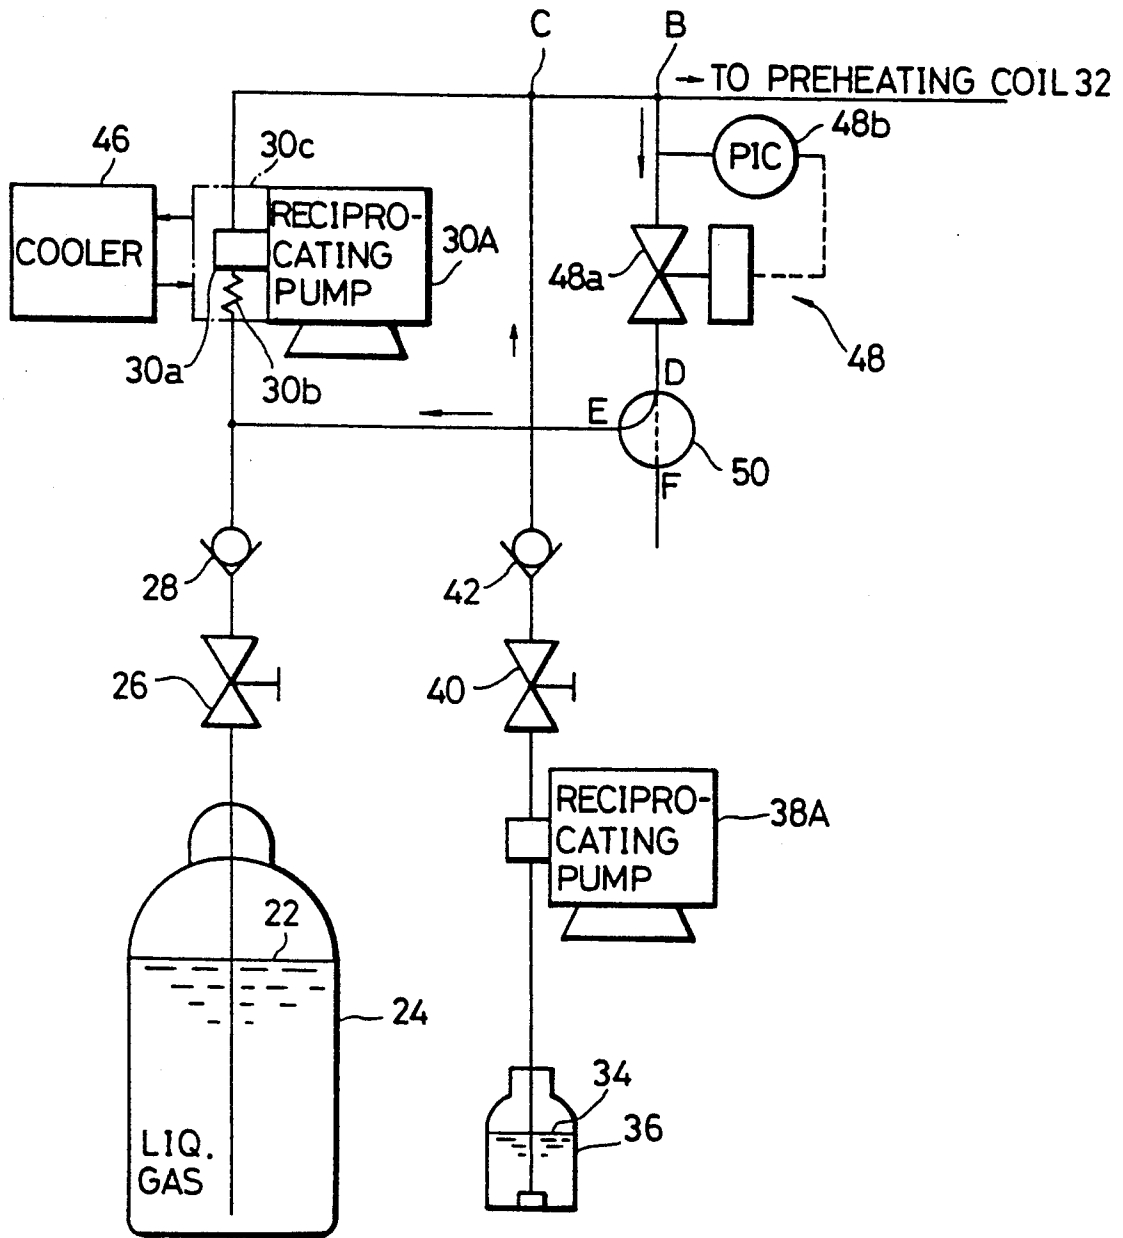 C
B
→ TO PREHEATING COIL 32
46
30c
48b
PIC
COOLER
RECIPRO-
CATING
PUMP
30A
48a
30a
30b
48
D
E
50
F
28
42
26
40
RECIPRO-
CATING
PUMP
38A
22
24
34
36
LIQ.
GAS